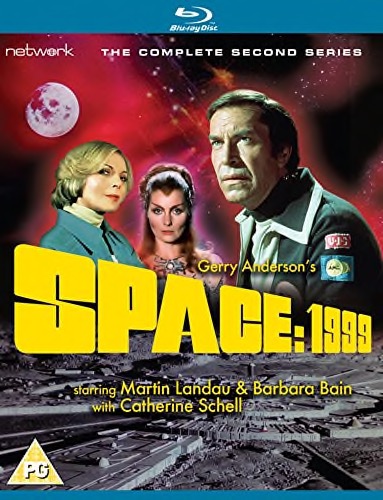 Blu-ray Disc
network
THE COMPLETE SECOND SERIES
Gerry Anderson's
SPACE: 1999
starring Martin Landau & Barbara Bain
with Catherine Schell
PG